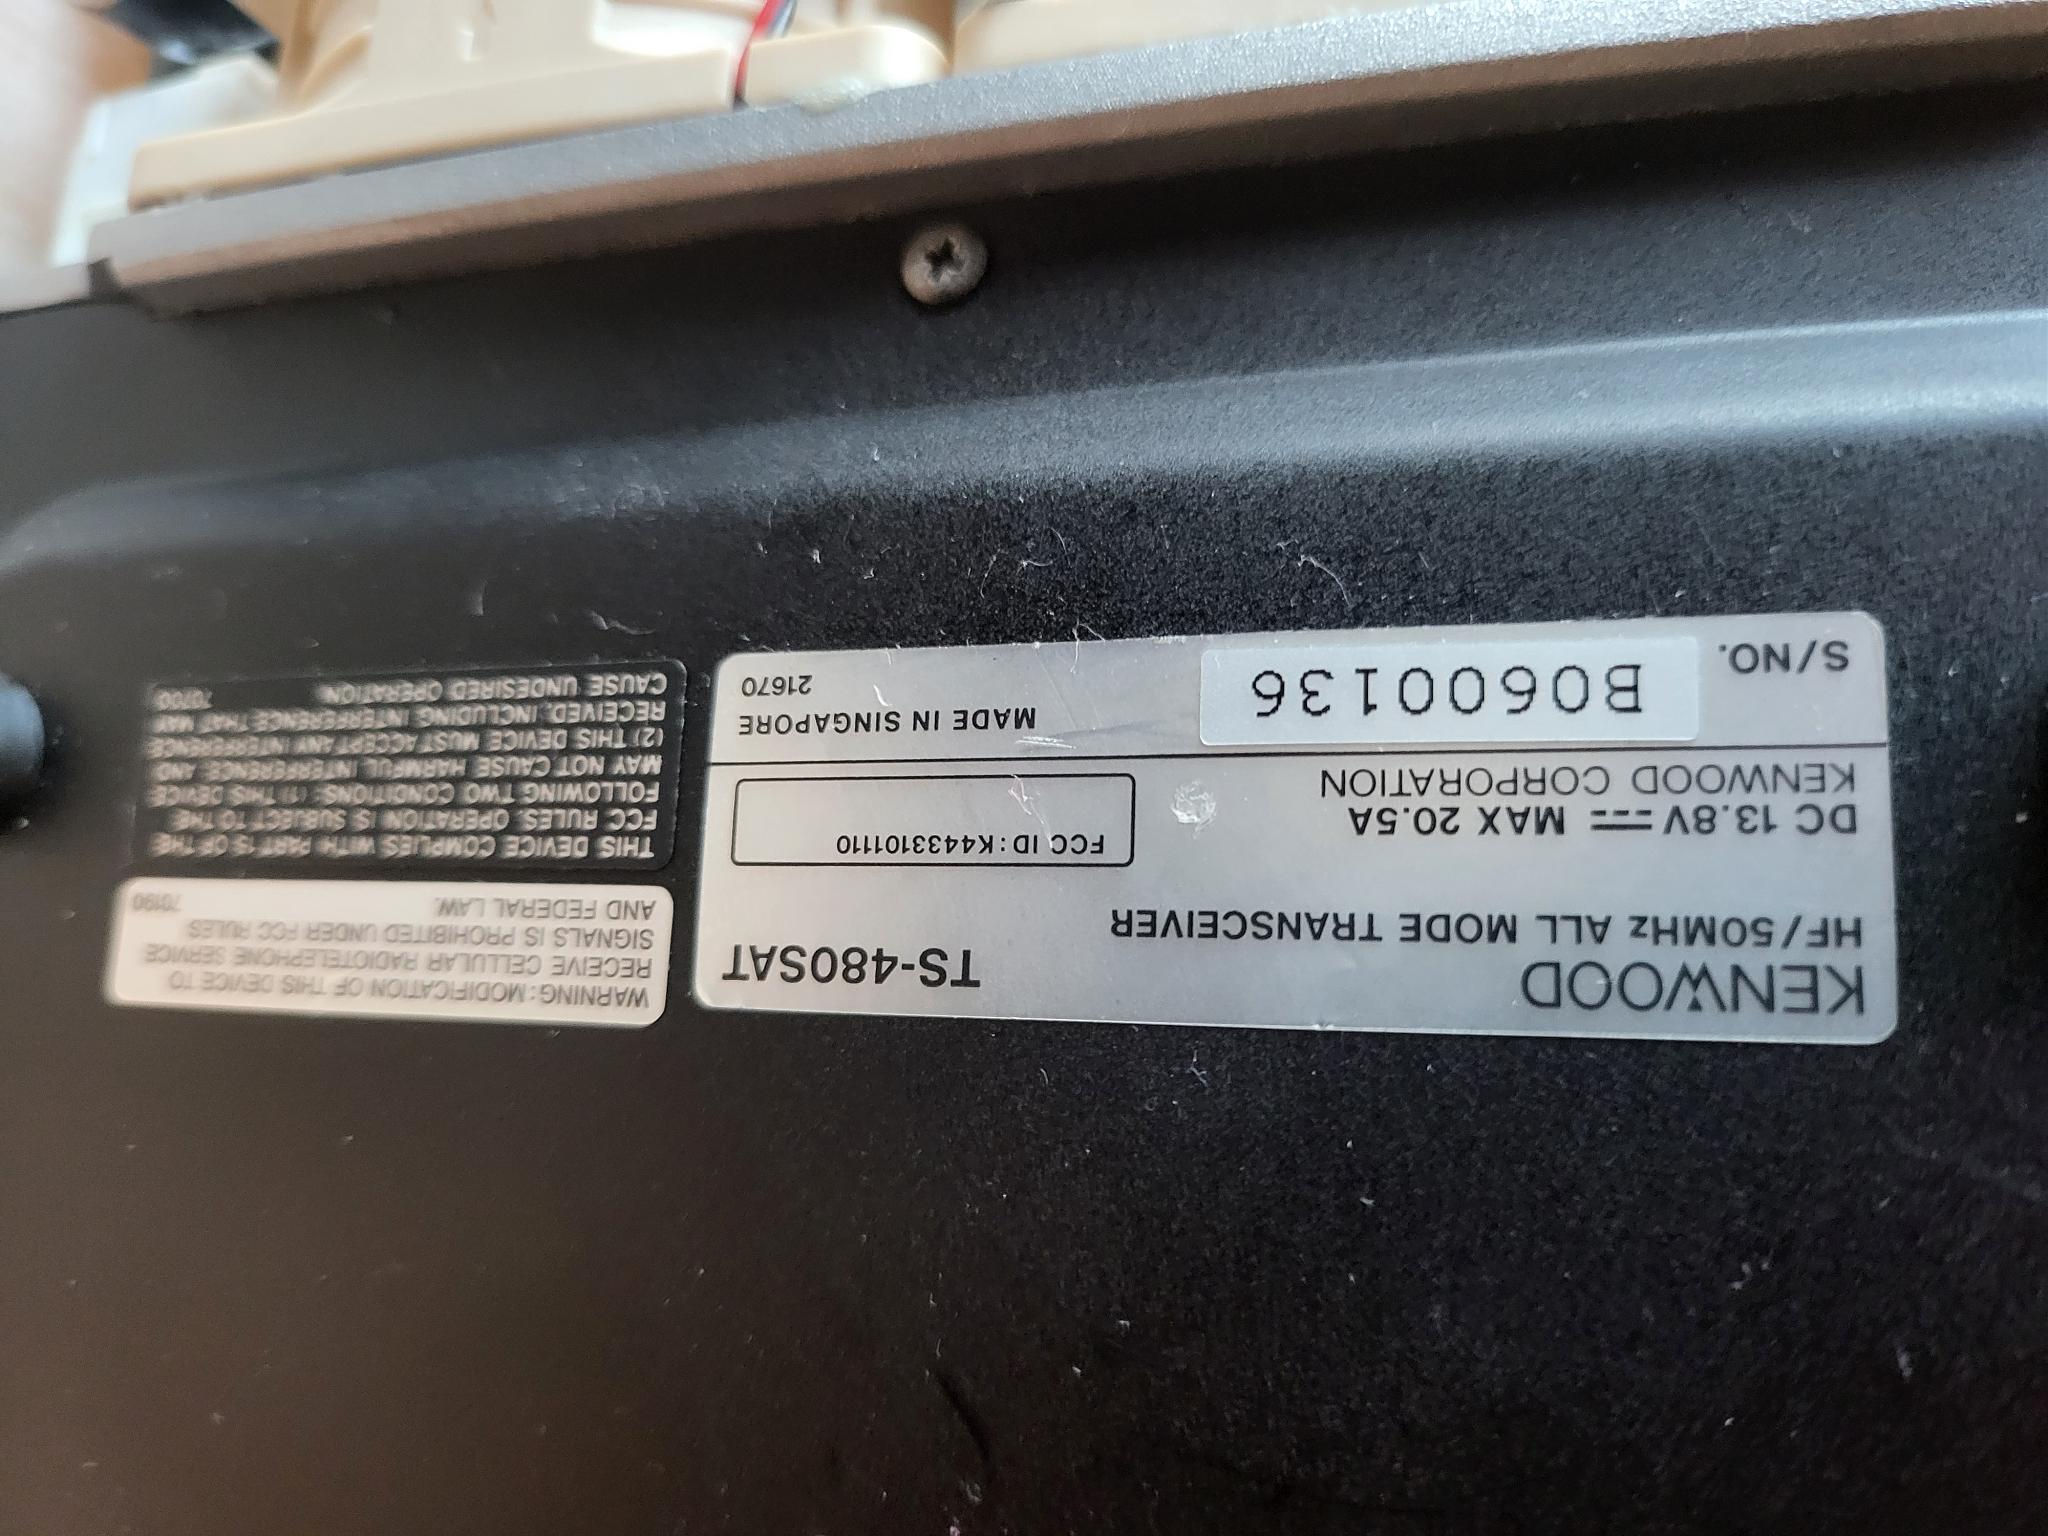 KENWOOD
TS-480SAT
HF/50MHz ALL MODE TRANSCEIVER
DC 13.8V MAX 20.5A
KENWOOD CORPORATION
FCC ID: K4433101110
S/NO.
B0600136
MADE IN SINGAPORE
21670
WARNING: MODIFICATION OF THIS DEVICE TO
RECEIVE CELLULAR RADIOTELEPHONE SERVICE
SIGNALS IS PROHIBITED UNDER FCC RULES
AND FEDERAL LAW.
70190
THIS DEVICE COMPLIES WITH PART 15 OF THE
FCC RULES. OPERATION IS SUBJECT TO THE
FOLLOWING TWO CONDITIONS: (1) THIS DEVICE
MAY NOT CAUSE HARMFUL INTERFERENCE, AND
(2) THIS DEVICE MUST ACCEPT ANY INTERFERENCE
RECEIVED, INCLUDING INTERFERENCE THAT MAY
CAUSE UNDESIRED OPERATION.